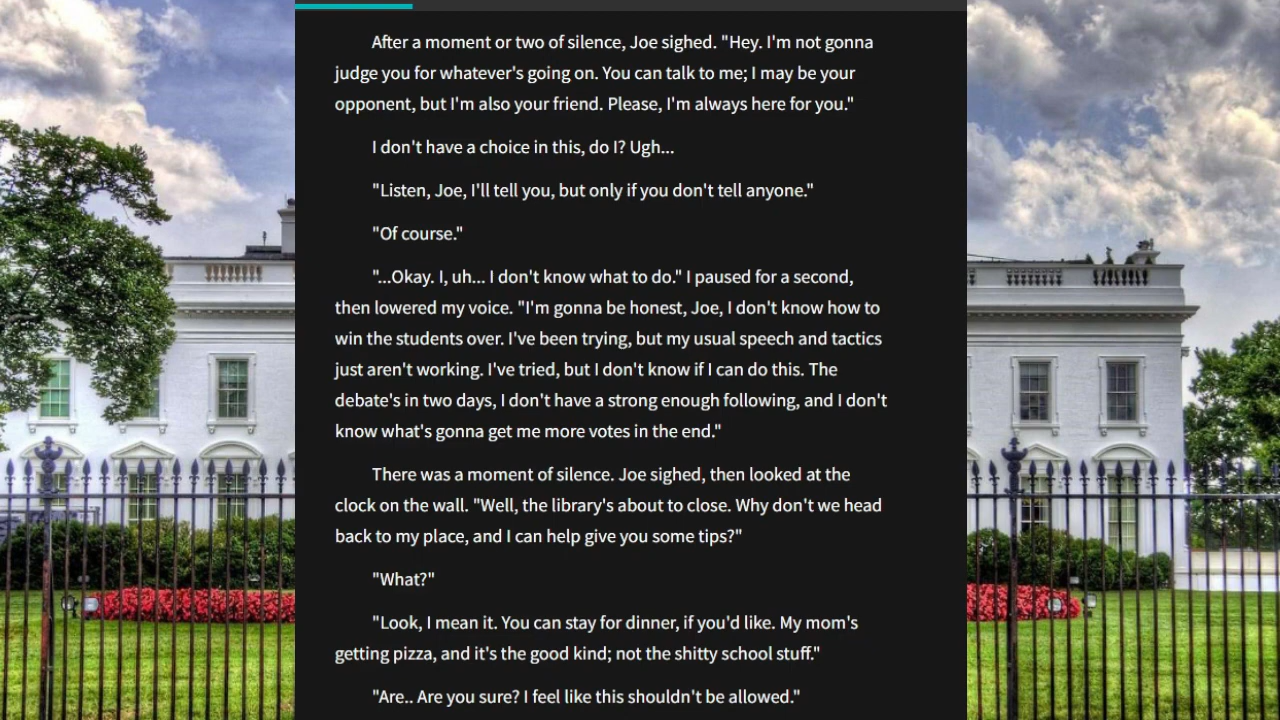 After a moment or two of silence, Joe sighed. "Hey. I'm not gonna
judge you for whatever's going on. You can talk to me; I may be your
opponent, but I'm also your friend. Please, I'm always here for you."
I don't have a choice in this, do I? Ugh...
"Listen, Joe, I'll tell you, but only if you don't tell anyone."
"Of course."
"...Okay. I, uh... I don't know what to do." I paused for a second,
then lowered my voice. "I'm gonna be honest, Joe, I don't know how to
win the students over. I've been trying, but my usual speech and tactics
just aren't working. I've tried, but I don't know if I can do this. The
debate's in two days, I don't have a strong enough following, and I don't
know what's gonna get me more votes in the end."
There was a moment of silence. Joe sighed, then looked at the
clock on the wall. "Well, the library's about to close. Why don't we head
back to my place, and I can help give you some tips?"
"What?"
"Look, I mean it. You can stay for dinner, if you'd like. My mom's
getting pizza, and it's the good kind; not the shitty school stuff."
"Are.. Are you sure? I feel like this shouldn't be allowed."